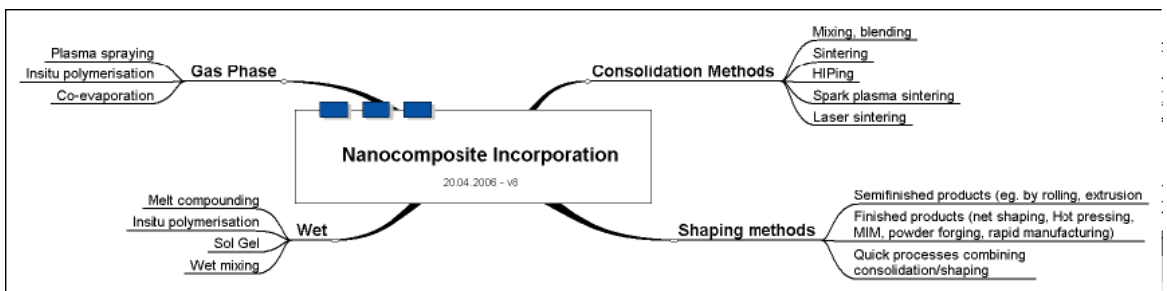 Plasma spraying
Insitu polymerisation
Co-evaporation
Gas Phase
Consolidation Methods
Mixing, blending
Sintering
HIPing
Spark plasma sintering
Laser sintering
Nanocomposite Incorporation
20.04.2006 - v8
Melt compounding
Insitu polymerisation
Sol Gel
Wet mixing
Wet
Shaping methods
Semifinished products (eg. by rolling, extrusion
Finished products (net shaping, Hot pressing,
MIM, powder forging, rapid manufacturing)
Quick processes combining
consolidation/shaping